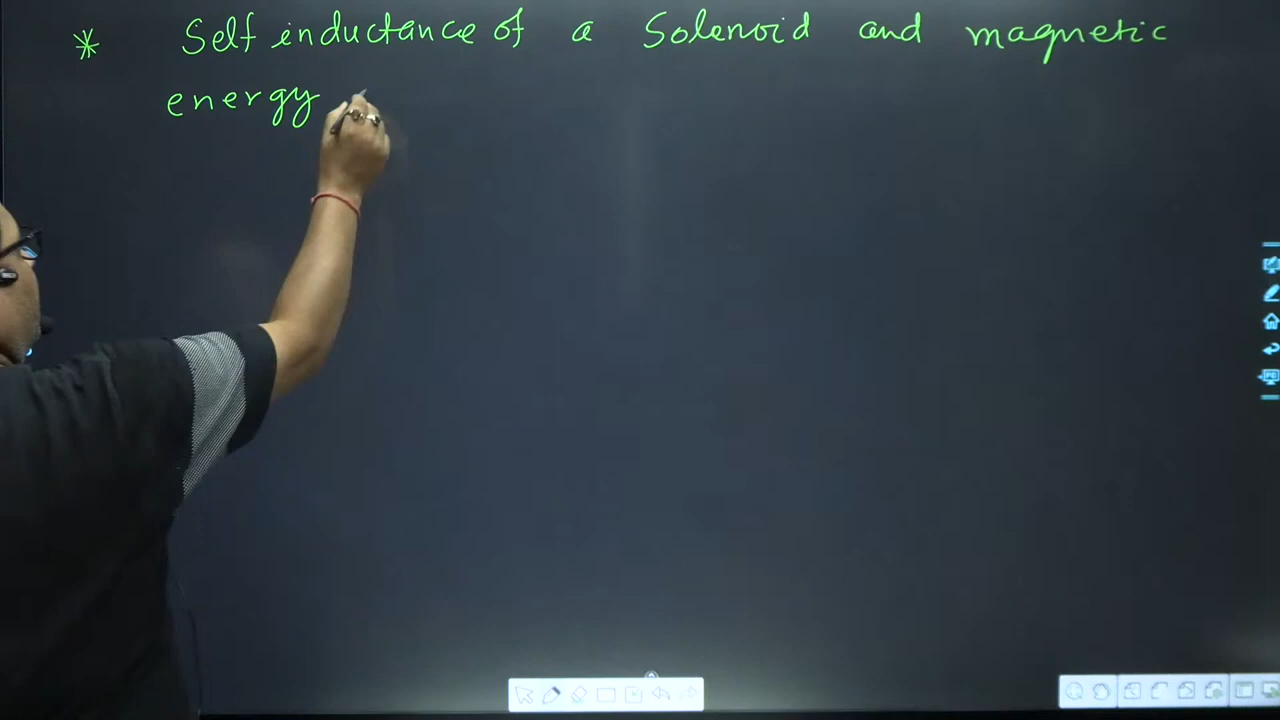 * Self inductance of a Solenoid and magnetic
energy